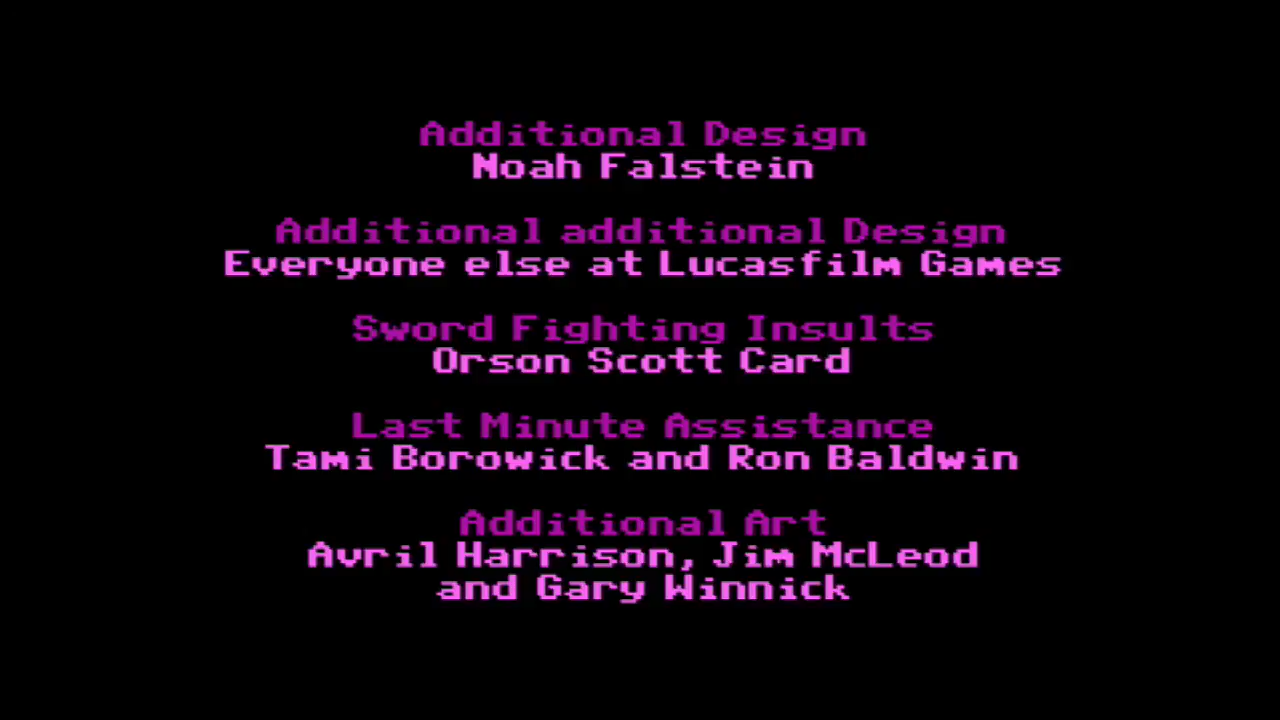 Additional Design
Noah Falstein
Additional additional Design
Everyone else at Lucasfilm Games
Sword Fighting Insults
Orson Scott Card
Last Minute Assistance
Tami Borowick and Ron Baldwin
Additional Art
Avril Harrison, Jim McLeod
and Gary Winnick